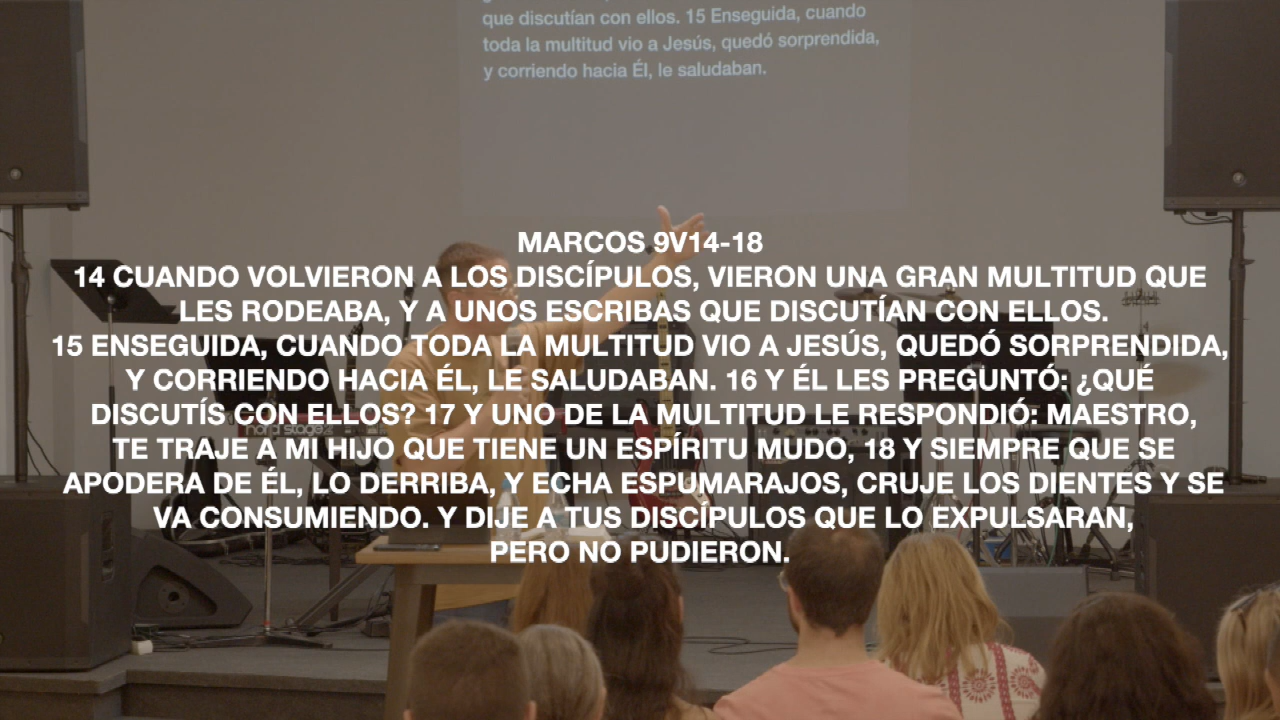 que discutían con ellos. 15 Enseguida, cuando
toda la multitud vio a Jesús, quedó sorprendida,
y corriendo hacia Él, le saludaban.
MARCOS 9V14-18
14 CUANDO VOLVIERON A LOS DISCÍPULOS, VIERON UNA GRAN MULTITUD QUE
LES RODEABA, Y A UNOS ESCRIBAS QUE DISCUTÍAN CON ELLOS.
15 ENSEGUIDA, CUANDO TODA LA MULTITUD VIO A JESÚS, QUEDÓ SORPRENDIDA,
Y CORRIENDO HACIA ÉL, LE SALUDABAN. 16 Y ÉL LES PREGUNTÓ: ¿QUÉ
DISCUTÍS CON ELLOS? 17 Y UNO DE LA MULTITUD LE RESPONDIÓ: MAESTRO,
TE TRAJE A MI HIJO QUE TIENE UN ESPÍRITU MUDO, 18 Y SIEMPRE QUE SE
APODERA DE ÉL, LO DERRIBA, Y ECHA ESPUMARAJOS, CRUJE LOS DIENTES Y SE
VA CONSUMIENDO. Y DIJE A TUS DISCÍPULOS QUE LO EXPULSARAN,
PERO NO PUDIERON.
nord stage